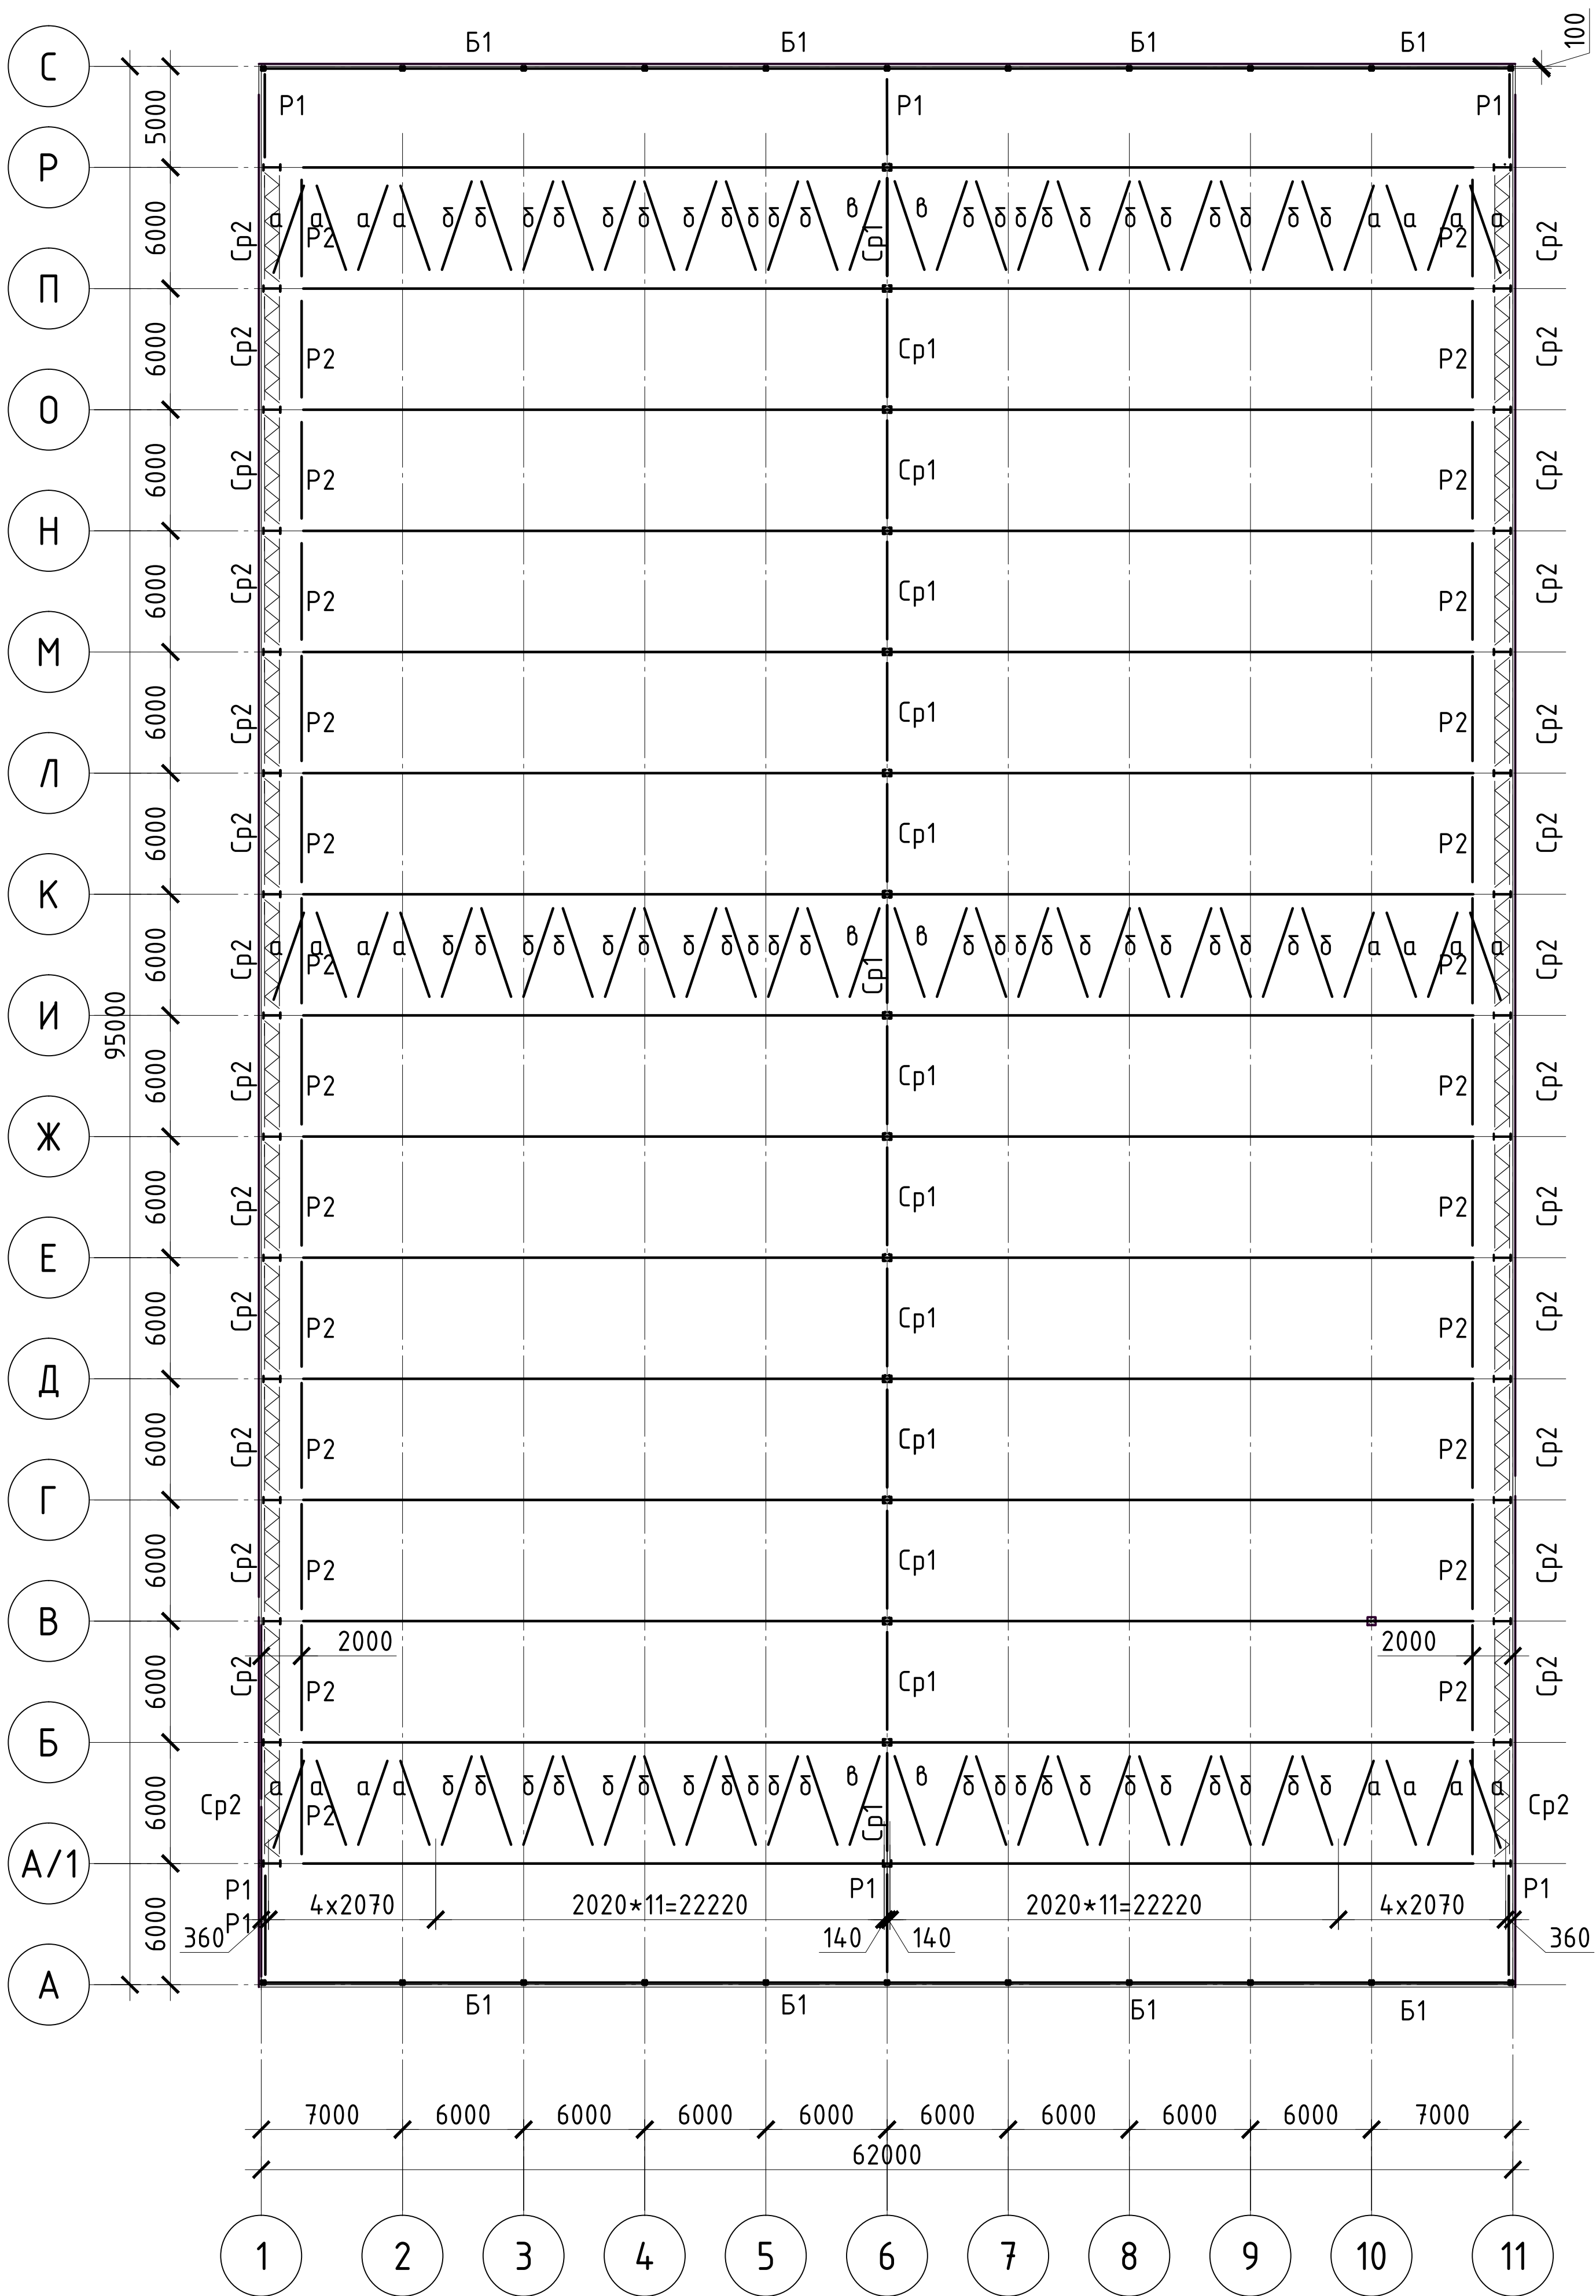 Б1 Б1 Б1 Б1 100
С
5000 Р1 Р1 Р1
Р
6000 Ср2 а а а а б б б б б б б б б б в Ср1 в б б б б б б б б б б а а а а Ср2
Р2 Р2
П
6000 Ср2 Р2 Ср1 Р2 Ср2
О
6000 Ср2 Р2 Ср1 Р2 Ср2
Н
6000 Ср2 Р2 Ср1 Р2 Ср2
М
6000 Ср2 Р2 Ср1 Р2 Ср2
Л
6000 Ср2 Р2 Ср1 Р2 Ср2
К
6000 Ср2 а а а а б б б б б б б б б б в Ср1 в б б б б б б б б б б а а а а Ср2
Р2 Р2
И
95000
6000 Ср2 Р2 Ср1 Р2 Ср2
Ж
6000 Ср2 Р2 Ср1 Р2 Ср2
Е
6000 Ср2 Р2 Ср1 Р2 Ср2
Д
6000 Ср2 Р2 Ср1 Р2 Ср2
Г
6000 Ср2 Р2 Ср1 Р2 Ср2
В
2000 2000
6000 Ср2 Р2 Ср1 Р2 Ср2
Б
6000 Ср2 а а а а б б б б б б б б б б в Ср1 в б б б б б б б б б б а а а а Ср2
Р2
А/1
Р1 Р1 Р1
6000 Р1 4х2070 2020*11=22220 2020*11=22220 4х2070
360 140 140 360
А
Б1 Б1 Б1 Б1
7000 6000 6000 6000 6000 6000 6000 6000 6000 7000
62000
1 2 3 4 5 6 7 8 9 10 11